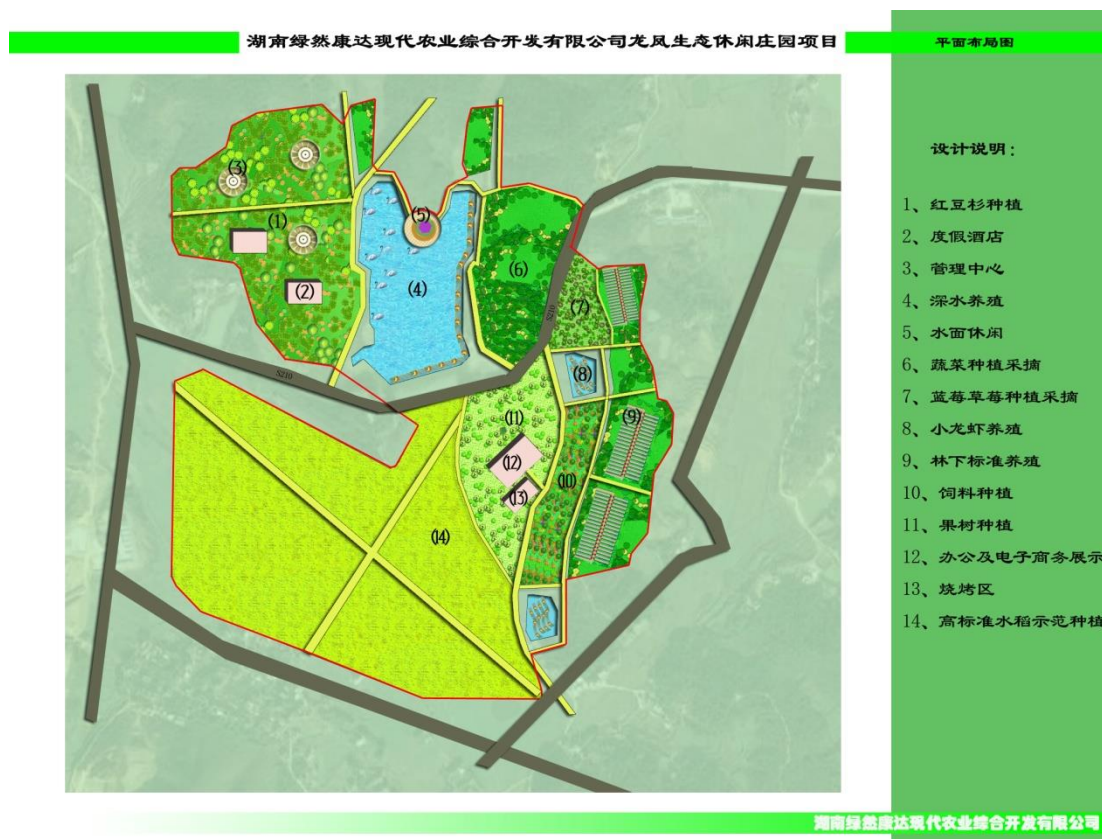 湖南绿然康达现代农业综合开发有限公司龙凤生态休闲庄园项目
平面布局图
设计说明：
1、红豆杉种植
2、度假酒店
3、管理中心
4、深水养殖
5、水面休闲
6、蔬菜种植采摘
7、蓝莓草莓种植采摘
8、小龙虾养殖
9、林下标准养殖
10、饲料种植
11、果树种植
12、办公及电子商务展示
13、烧烤区
14、高标准水稻示范种植
(3)
(1)
(5)
(2)
(4)
(6)
(7)
S210
S210
(8)
(11)
(9)
(12)
(10)
(13)
(14)
湖南绿然康达现代农业综合开发有限公司